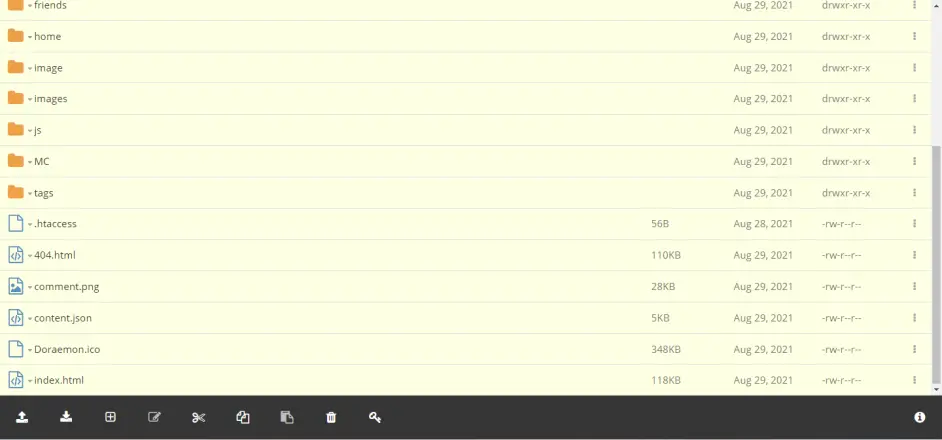 friends Aug 29, 2021 drwxr-xr-x
home Aug 29, 2021 drwxr-xr-x
image Aug 29, 2021 drwxr-xr-x
images Aug 29, 2021 drwxr-xr-x
js Aug 29, 2021 drwxr-xr-x
MC Aug 29, 2021 drwxr-xr-x
tags Aug 29, 2021 drwxr-xr-x
.htaccess 56B Aug 28, 2021 -rw-r--r--
404.html 110KB Aug 29, 2021 -rw-r--r--
comment.png 28KB Aug 29, 2021 -rw-r--r--
content.json 5KB Aug 29, 2021 -rw-r--r--
Doraemon.ico 348KB Aug 29, 2021 -rw-r--r--
index.html 118KB Aug 29, 2021 -rw-r--r--